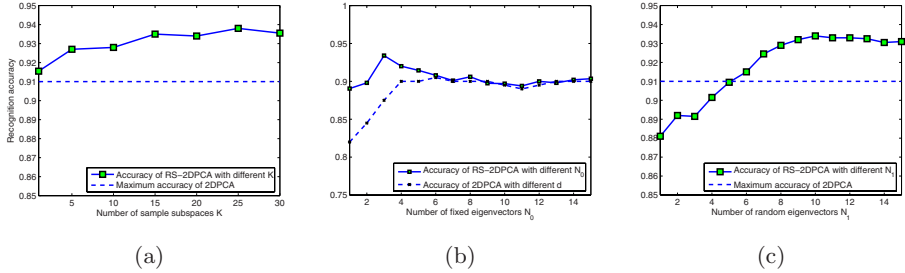 0.95
0.94
0.93
0.92
0.91
0.9
0.89
0.88
0.87
0.86
0.85
Recognition accuracy
Accuracy of RS−2DPCA with different K
Maximum accuracy of 2DPCA
5 10 15 20 25 30
Number of sample subspaces K
(a)
1
0.95
0.9
0.85
0.8
0.75
Accuracy of RS−2DPCA with different N0
Accuracy of 2DPCA with different d
2 4 6 8 10 12 14
Number of fixed eigenvectors N0
(b)
0.95
0.94
0.93
0.92
0.91
0.9
0.89
0.88
0.87
0.86
0.85
Accuracy of RS−2DPCA with different N1
Maximum accuracy of 2DPCA
2 4 6 8 10 12 14
Number of random eigenvectors N1
(c)